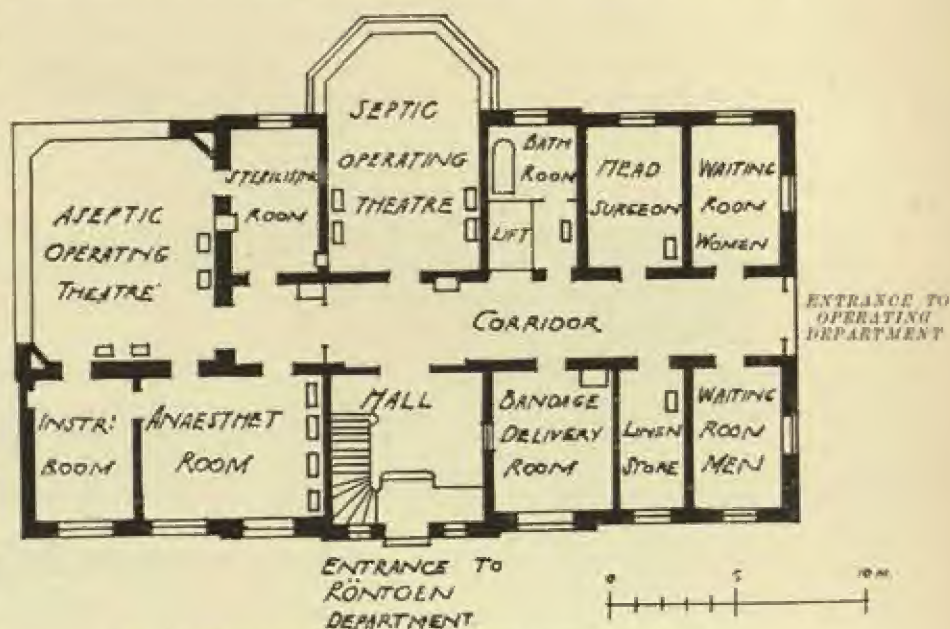 SEPTIC
OPERATING
THEATRE
BATH
ROOM
LIFT
HEAD
SURGEON
WAITING
ROOM
WOMEN
STERILISING
ROOM
ASEPTIC
OPERATING
THEATRE
CORRIDOR
ENTRANCE TO
OPERATING
DEPARTMENT
INSTR:
ROOM
ANAESTHET
ROOM
HALL
BANDAGE
DELIVERY
ROOM
LINEN
STORE
WAITING
ROOM
MEN
ENTRANCE TO
RÖNTGEN
DEPARTMENT
0 5 10 M.